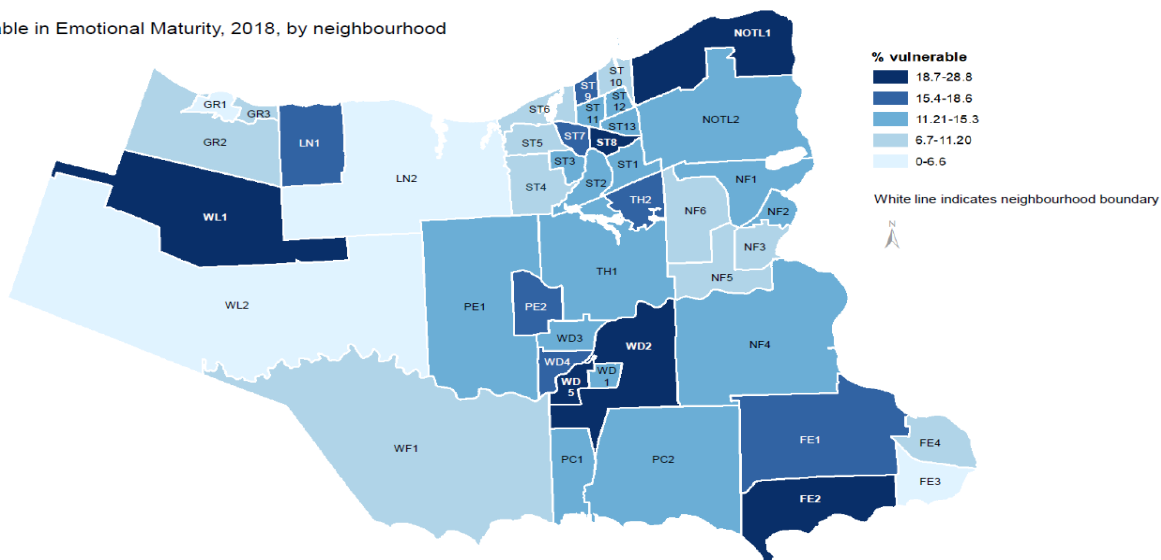 able in Emotional Maturity, 2018, by neighbourhood
NOTL1
% vulnerable
18.7-28.8
15.4-18.6
11.21-15.3
6.7-11.20
0-6.6
White line indicates neighbourhood boundary
N
ST
10
ST
9
ST
12
GR1
GR3
ST6
ST
11
ST13
NOTL2
GR2
LN1
ST5
ST7
ST8
ST3
ST1
LN2
ST4
ST2
NF1
TH2
NF6
NF2
WL1
NF3
TH1
NF5
WL2
PE1
PE2
WD3
WD2
NF4
WD4
WD
1
WD
5
FE1
FE4
WF1
PC1
PC2
FE3
FE2